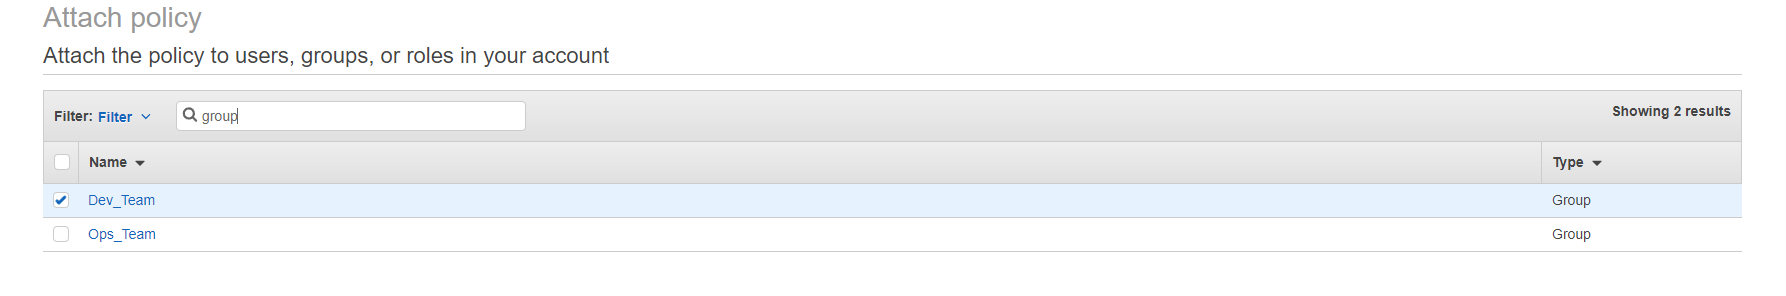 Attach policy
Attach the policy to users, groups, or roles in your account
Filter: Filter group Showing 2 results
Name Type
Dev_Team Group
Ops_Team Group